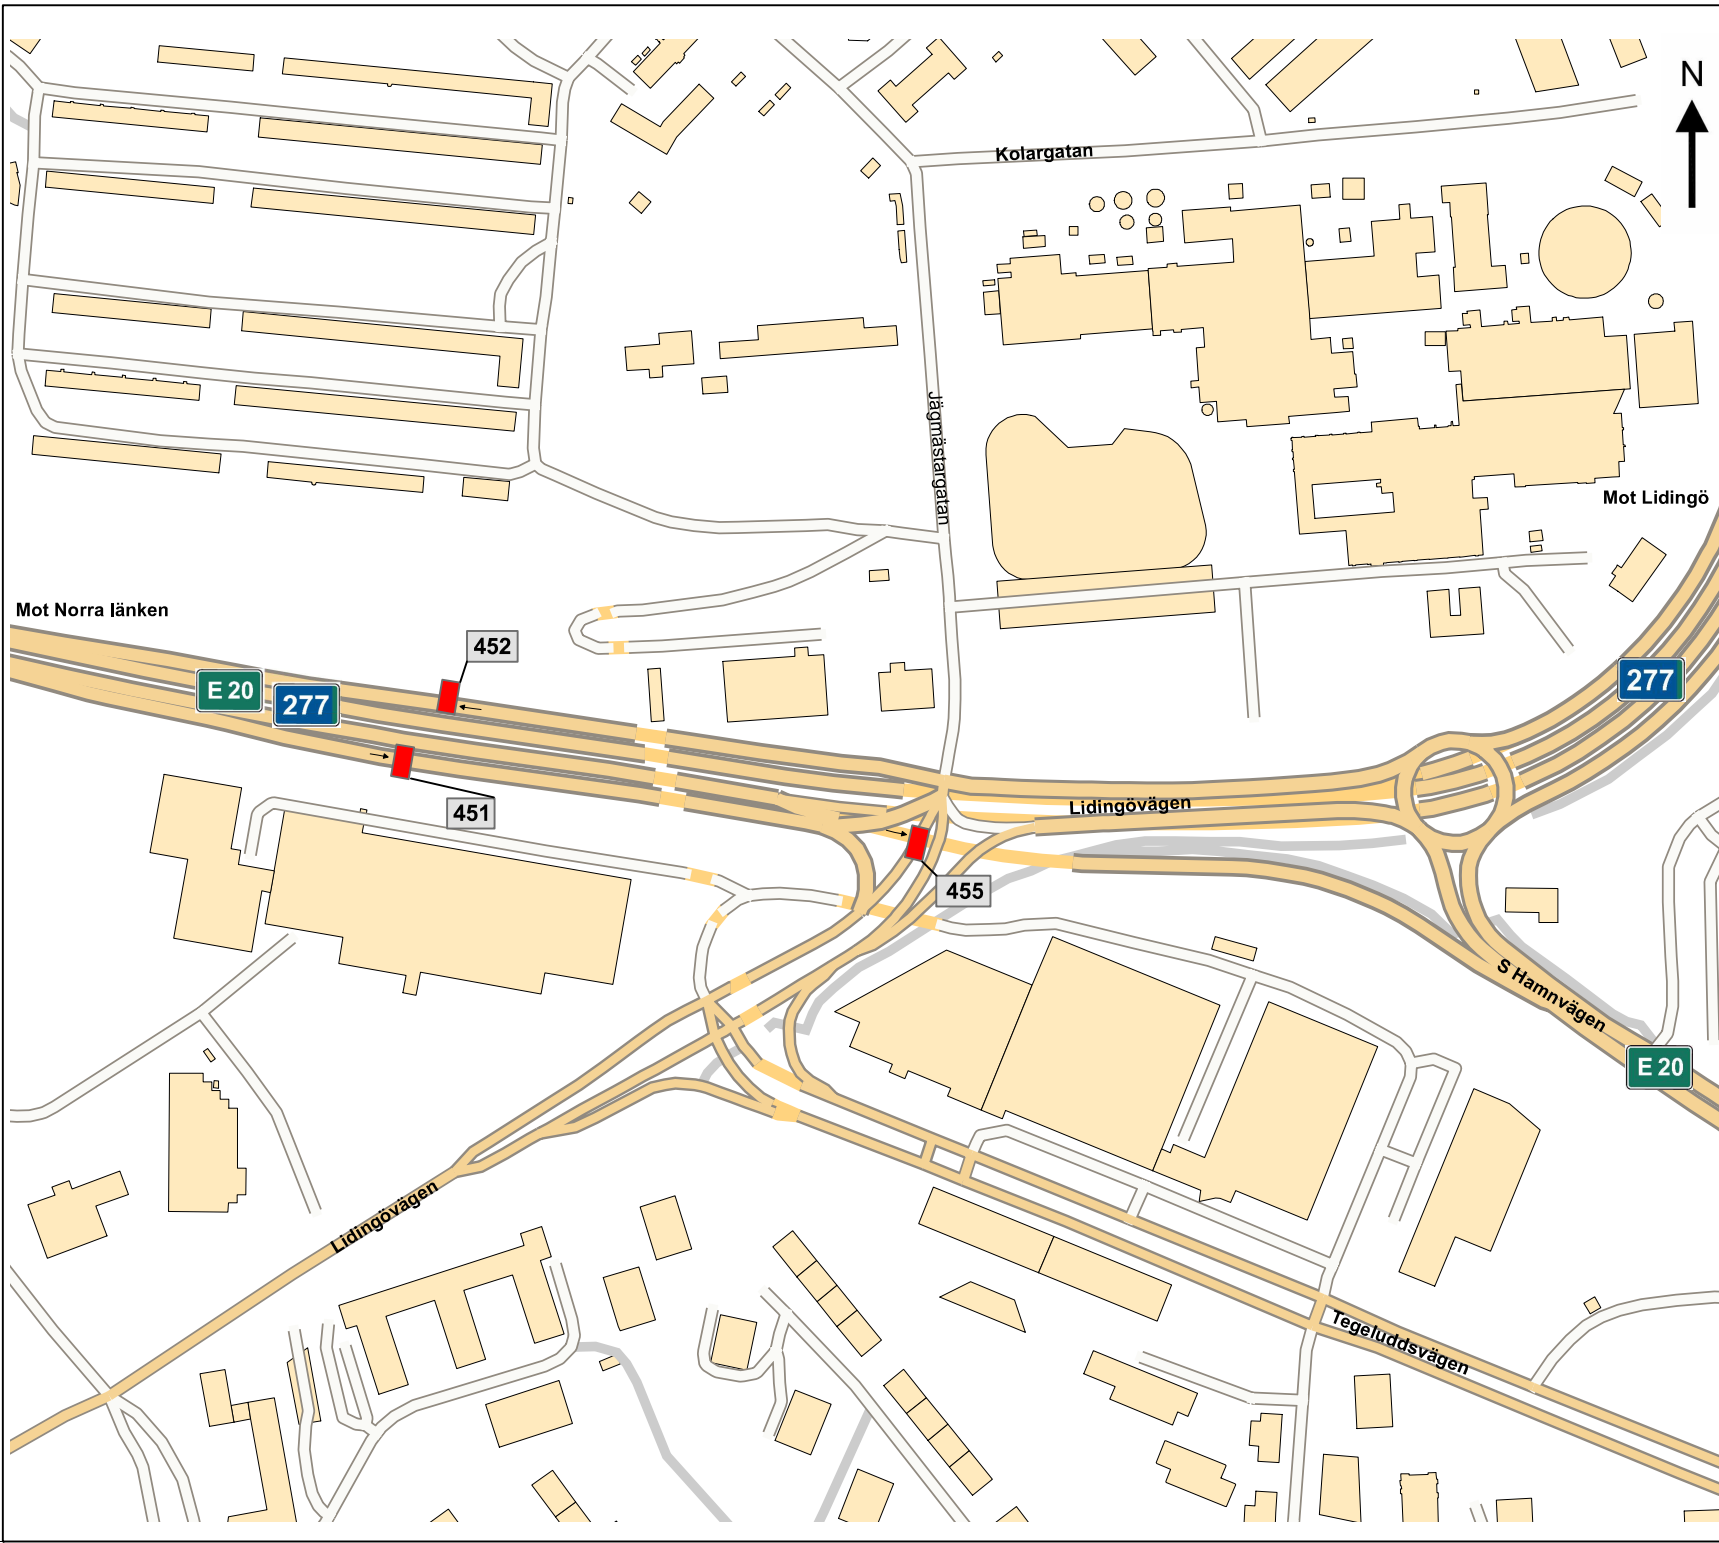 N
Kolargatan
Jägmästargatan
Mot Lidingö
Mot Norra länken
452
E 20
277
277
451
Lidingövägen
455
S Hamnvägen
E 20
Lidingövägen
Tegeluddsvägen